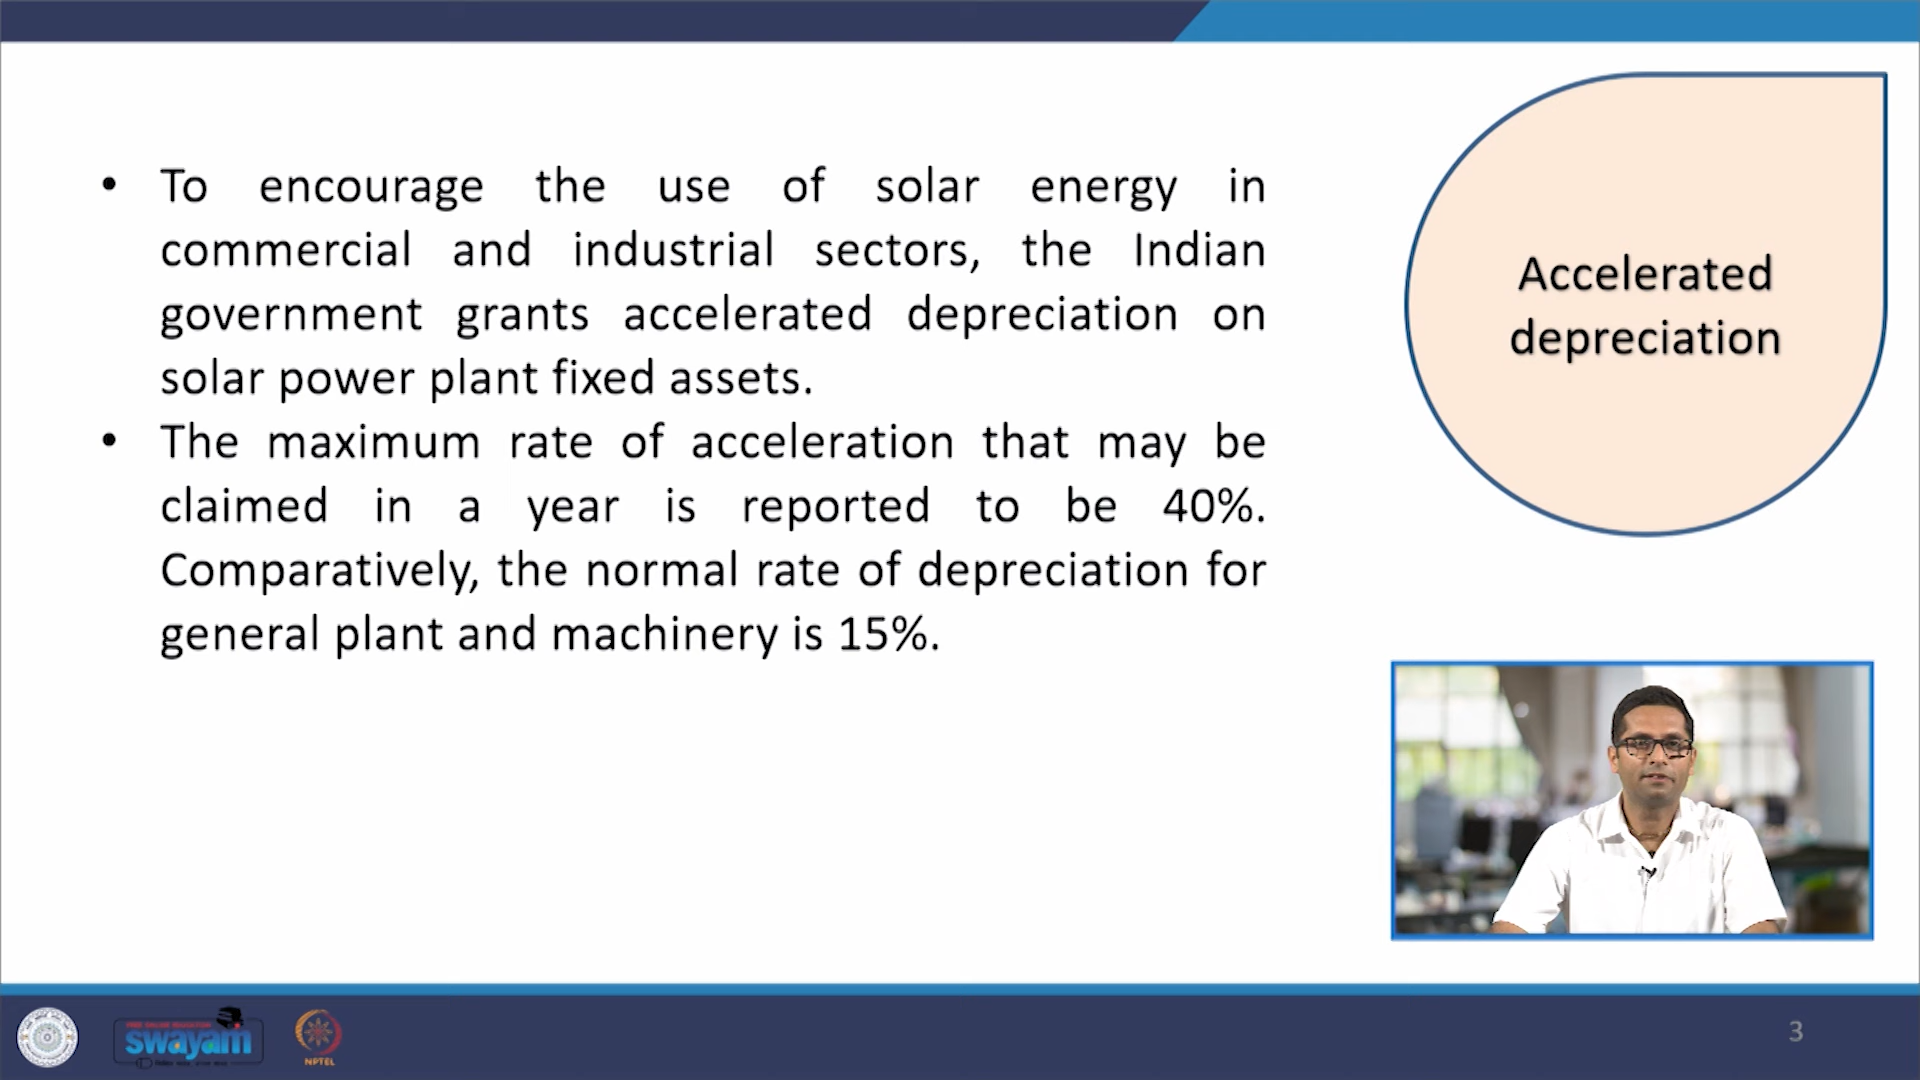 • To encourage the use of solar energy in
commercial and industrial sectors, the Indian
government grants accelerated depreciation on
solar power plant fixed assets.
• The maximum rate of acceleration that may be
claimed in a year is reported to be 40%.
Comparatively, the normal rate of depreciation for
general plant and machinery is 15%.
Accelerated
depreciation
swayam
NPTEL
3